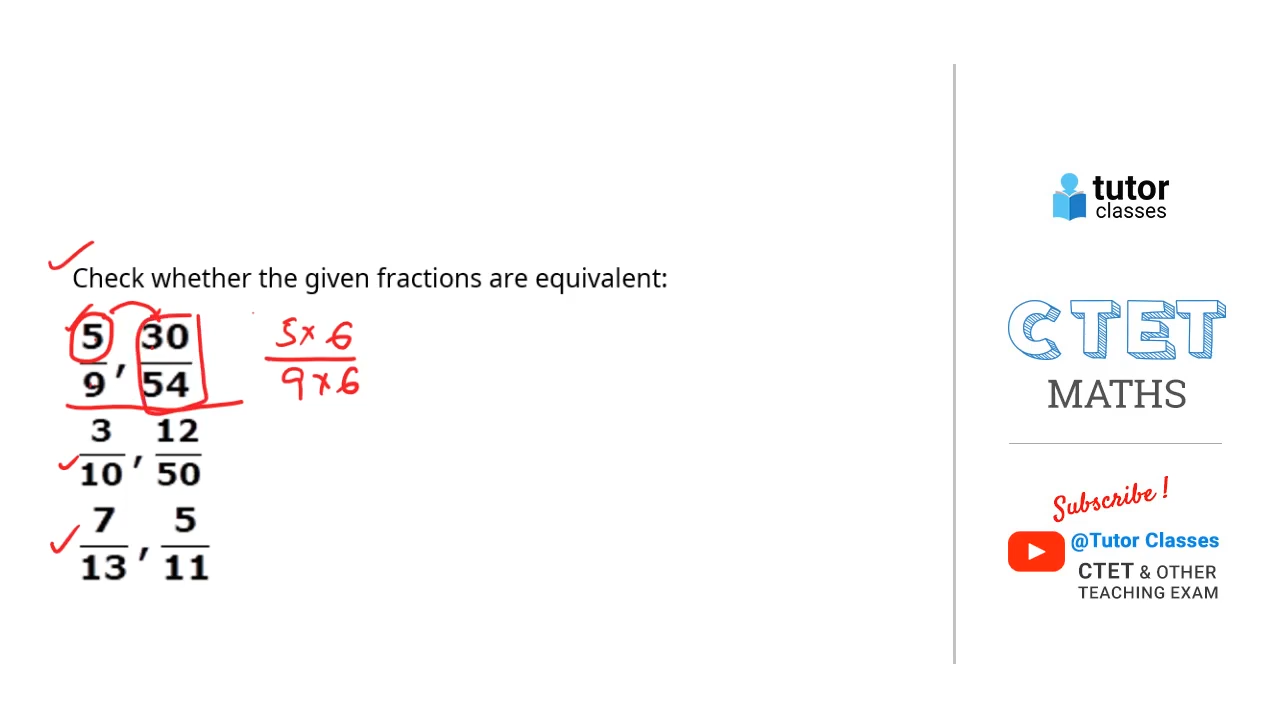 Check whether the given fractions are equivalent:
5/9 , 30/54
5 × 6 / 9 × 6
3/10 , 12/50
7/13 , 5/11
tutor
classes
CTET
MATHS
Subscribe !
@Tutor Classes
CTET & OTHER
TEACHING EXAM